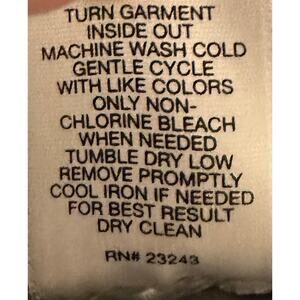 TURN GARMENT
INSIDE OUT
MACHINE WASH COLD
GENTLE CYCLE
WITH LIKE COLORS
ONLY NON-
CHLORINE BLEACH
WHEN NEEDED
TUMBLE DRY LOW
REMOVE PROMPTLY
COOL IRON IF NEEDED
FOR BEST RESULT
DRY CLEAN
RN# 23243